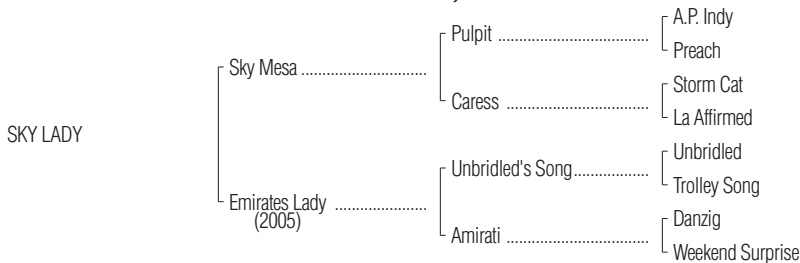 A.P. Indy
Pulpit
Preach
Sky Mesa
Storm Cat
Caress
La Affirmed
SKY LADY
Unbridled
Unbridled's Song
Trolley Song
Emirates Lady
(2005)
Danzig
Amirati
Weekend Surprise